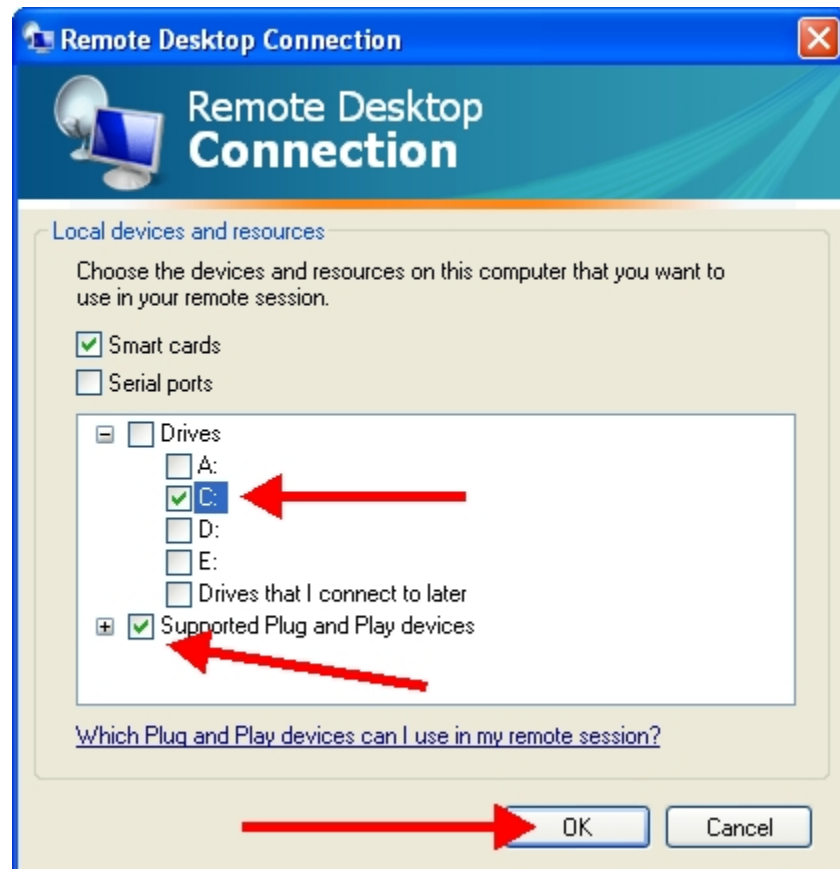 Remote Desktop Connection
Remote Desktop
Connection
Local devices and resources
Choose the devices and resources on this computer that you want to
use in your remote session.
Smart cards
Serial ports
Drives
A:
C:
D:
E:
Drives that I connect to later
Supported Plug and Play devices
Which Plug and Play devices can I use in my remote session?
OK
Cancel